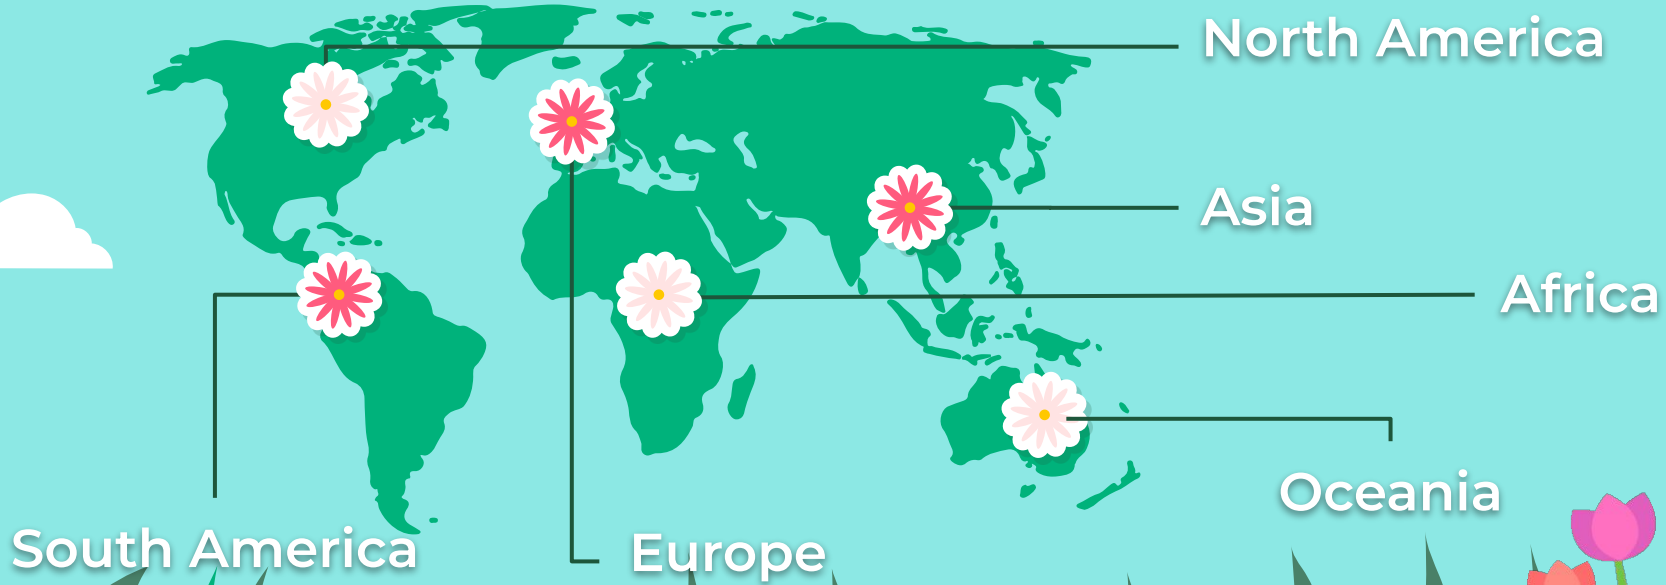 North America
Asia
Africa
Oceania
South America
Europe